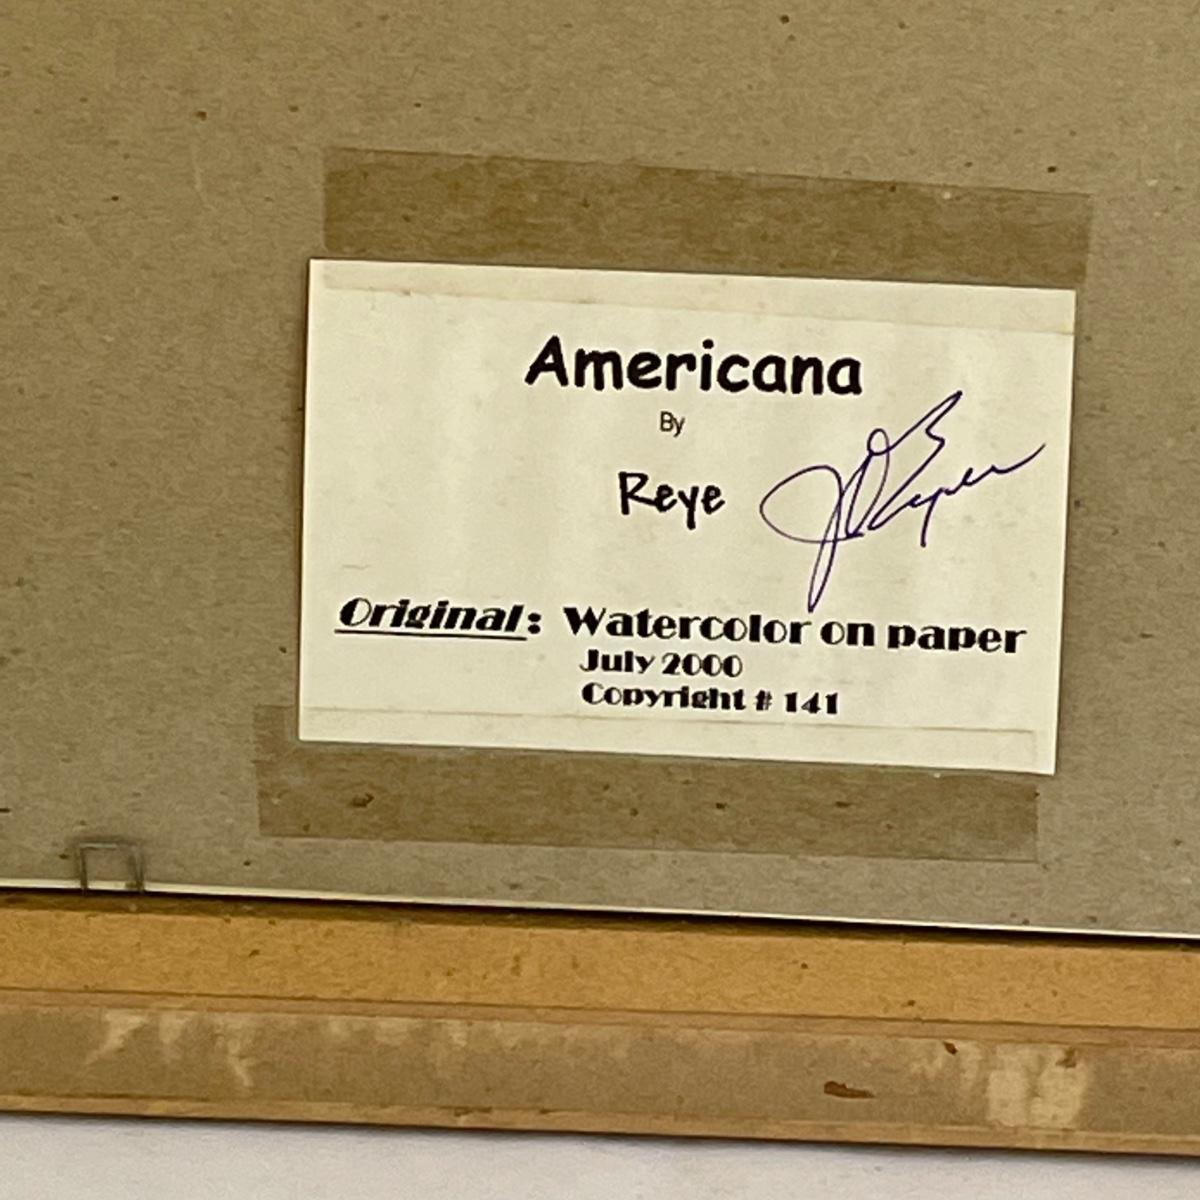 Americana
By
Reye
Original: Watercolor on paper
July 2000
Copyright # 141